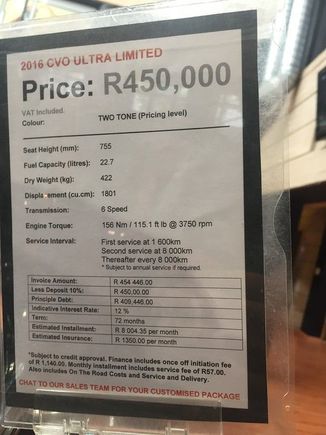 2016 CVO ULTRA LIMITED
Price: R450,000
VAT Included.
Colour: TWO TONE (Pricing level)
Seat Height (mm): 755
Fuel Capacity (litres): 22.7
Dry Weight (kg): 422
Displacement (cu.cm): 1801
Transmission: 6 Speed
Engine Torque: 156 Nm / 115.1 ft lb @ 3750 rpm
Service Interval: First service at 1 600km
Second service at 8 000km
Thereafter every 8 000km
* Subject to annual service if required.
Invoice Amount: R 454 446.00
Less Deposit 10%: R 450,00.00
Principle Debt: R 409,446.00
Indicative Interest Rate: 12 %
Term: 72 months
Estimated Installment: R 8 004.35 per month
Estimated Insurance: R 1350.00 per month
*Subject to credit approval. Finance includes once off initiation fee
of R 1,140.00. Monthly installment includes service fee of R57.00.
Also includes On The Road Costs and Service and Delivery.
CHAT TO OUR SALES TEAM FOR YOUR CUSTOMISED PACKAGE